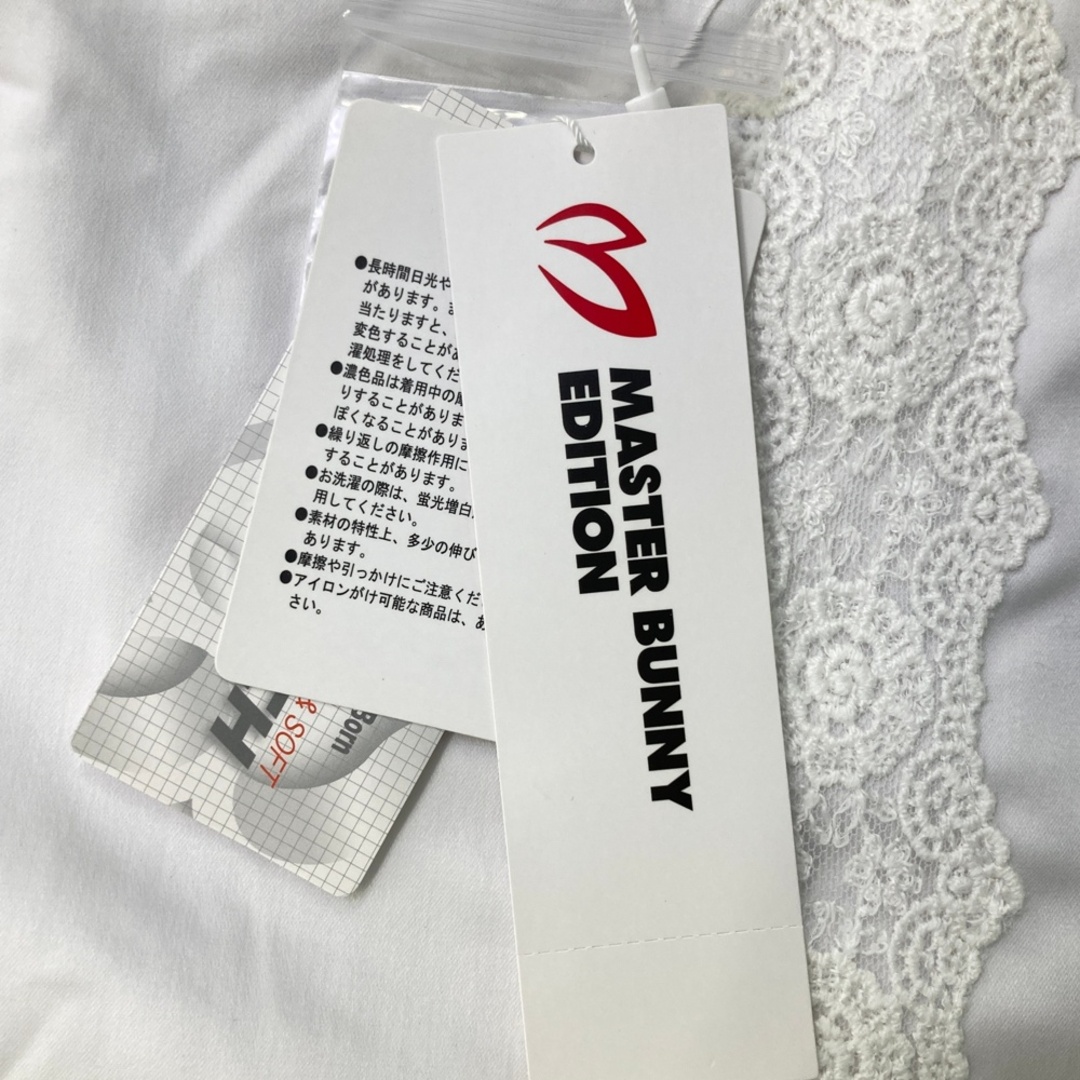 MASTER BUNNY
EDITION
●長時間日光や
があります。
当たりますと、
変色することが
濯処理をしてくだ
●濃色品は着用中の
りすることがありま
ぽくなることがありま
●繰り返しの摩擦作用に
することがあります。
●お洗濯の際は、蛍光増白
用してください。
●素材の特性上、多少の伸び
あります。
●摩擦や引っかけにご注意くだ
●アイロンがけ可能な商品は、あ
さい。
Born
& SOFT